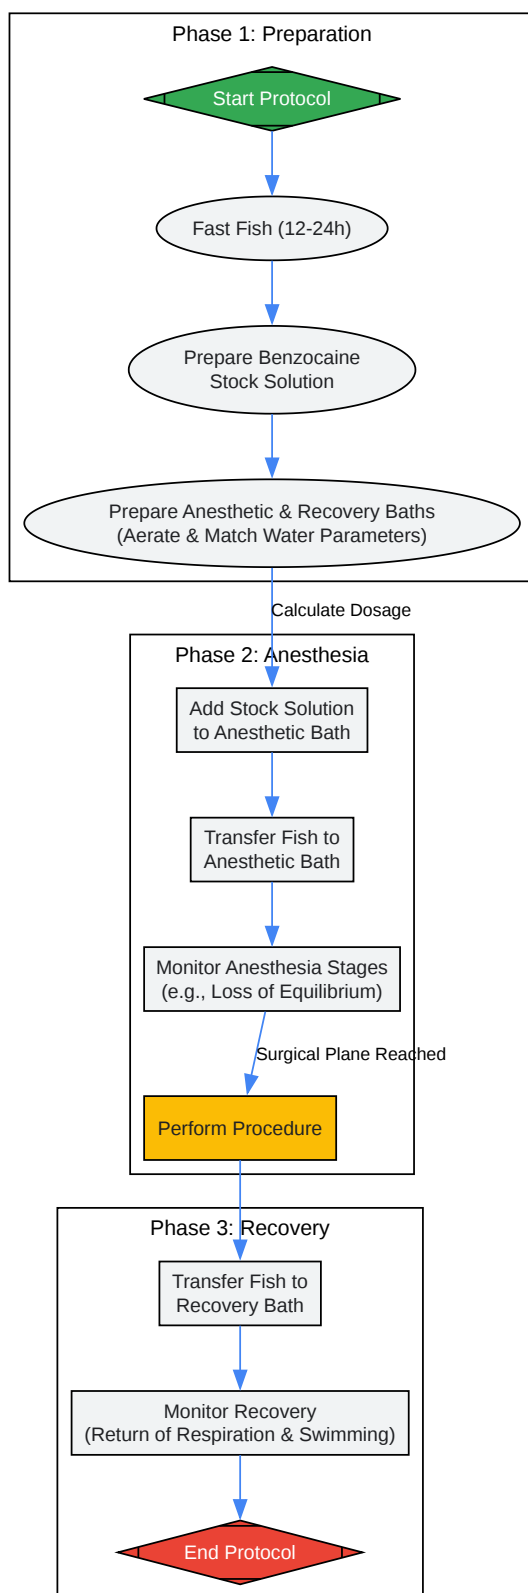 Phase 1: Preparation
Start Protocol
Fast Fish (12-24h)
Prepare Benzocaine
Stock Solution
Prepare Anesthetic & Recovery Baths
(Aerate & Match Water Parameters)
Calculate Dosage
Phase 2: Anesthesia
Add Stock Solution
to Anesthetic Bath
Transfer Fish to
Anesthetic Bath
Monitor Anesthesia Stages
(e.g., Loss of Equilibrium)
Surgical Plane Reached
Perform Procedure
Phase 3: Recovery
Transfer Fish to
Recovery Bath
Monitor Recovery
(Return of Respiration & Swimming)
End Protocol